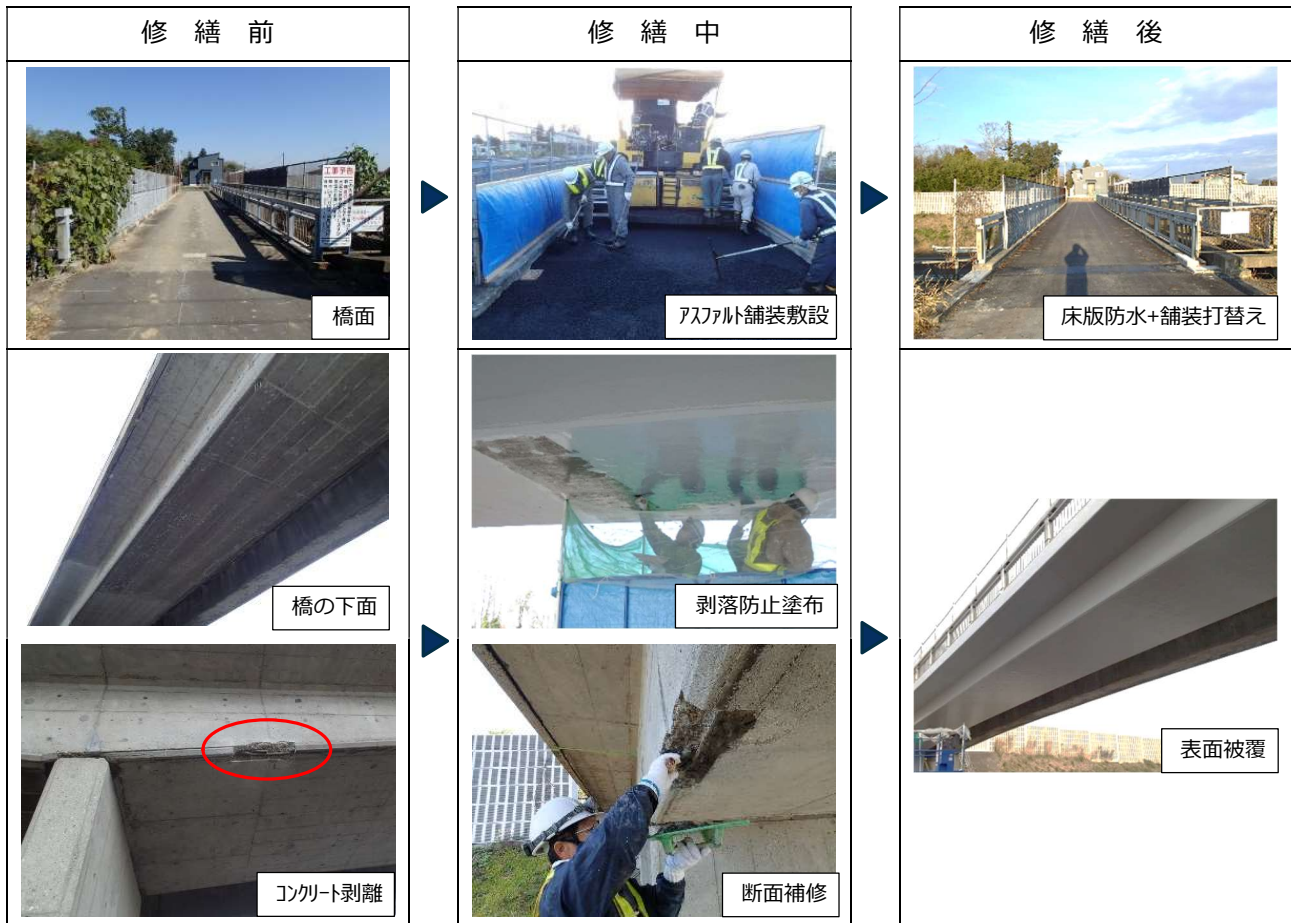 修 繕 前
修 繕 中
修 繕 後
工事予告
橋面
ｱｽﾌｧﾙﾄ舗装敷設
床版防水+舗装打替え
橋の下面
剥落防止塗布
ｺﾝｸﾘｰﾄ剥離
断面補修
表面被覆